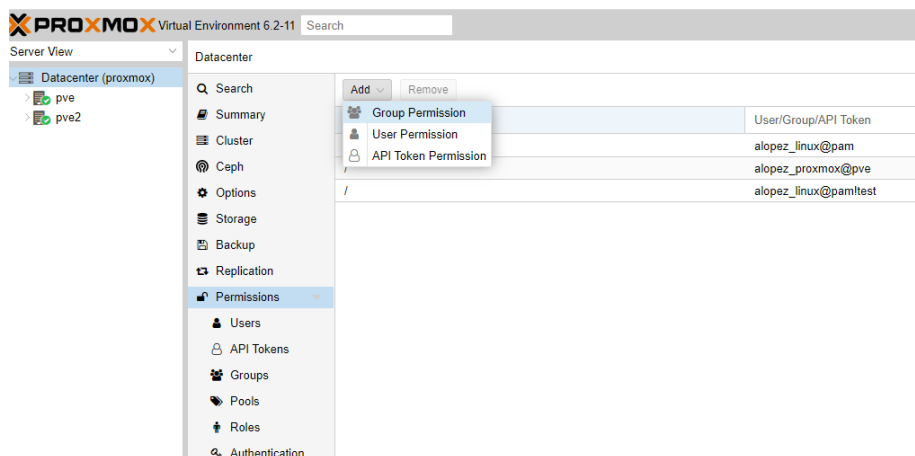 PROXMOX Virtual Environment 6.2-11 Search
Server View
Datacenter (proxmox)
pve
pve2
Datacenter
Search
Summary
Cluster
Ceph
Options
Storage
Backup
Replication
Permissions
Users
API Tokens
Groups
Pools
Roles
Authentication
Add Remove
Group Permission
User Permission
API Token Permission
User/Group/API Token
alopez_linux@pam
/ alopez_proxmox@pve
/ alopez_linux@pam!test